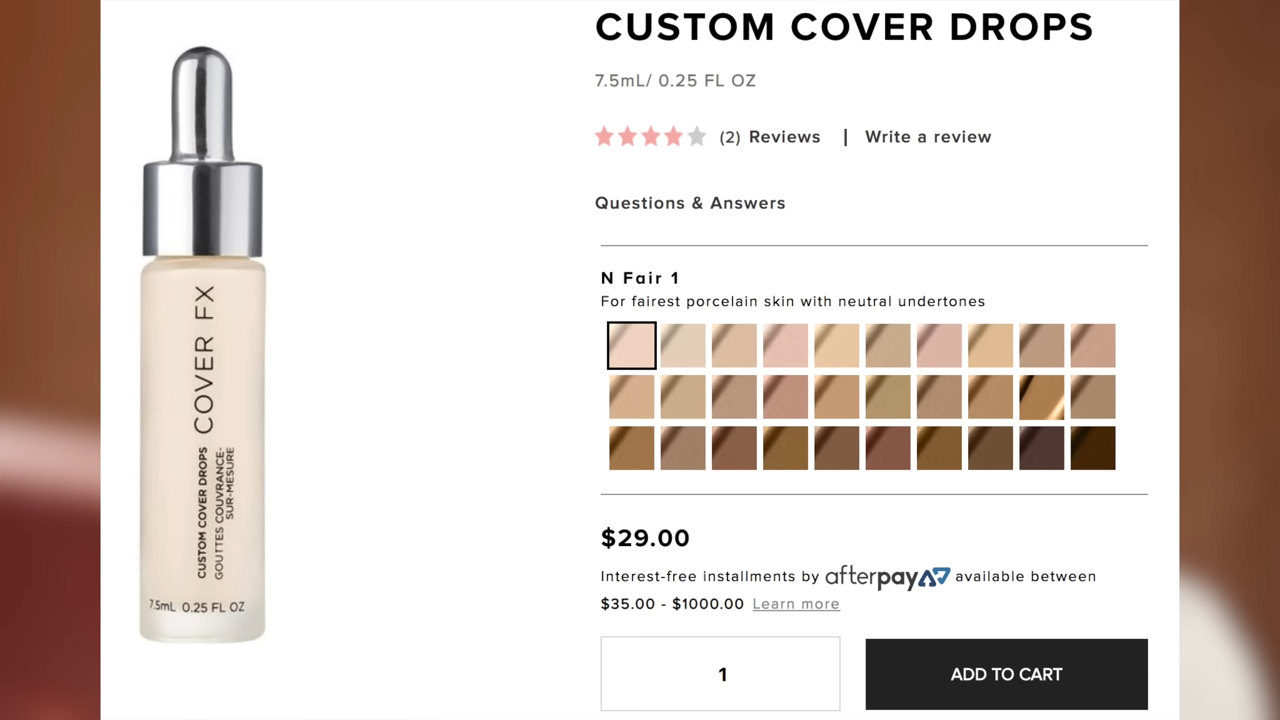 CUSTOM COVER DROPS
7.5mL/ 0.25 FL OZ
(2) Reviews | Write a review
Questions & Answers
N Fair 1
For fairest porcelain skin with neutral undertones
$29.00
Interest-free installments by afterpay available between
$35.00 - $1000.00 Learn more
1
ADD TO CART
COVER FX
CUSTOM COVER DROPS
GOUTTES COUVRANCE-
SUR-MESURE
7.5mL 0.25 FL OZ